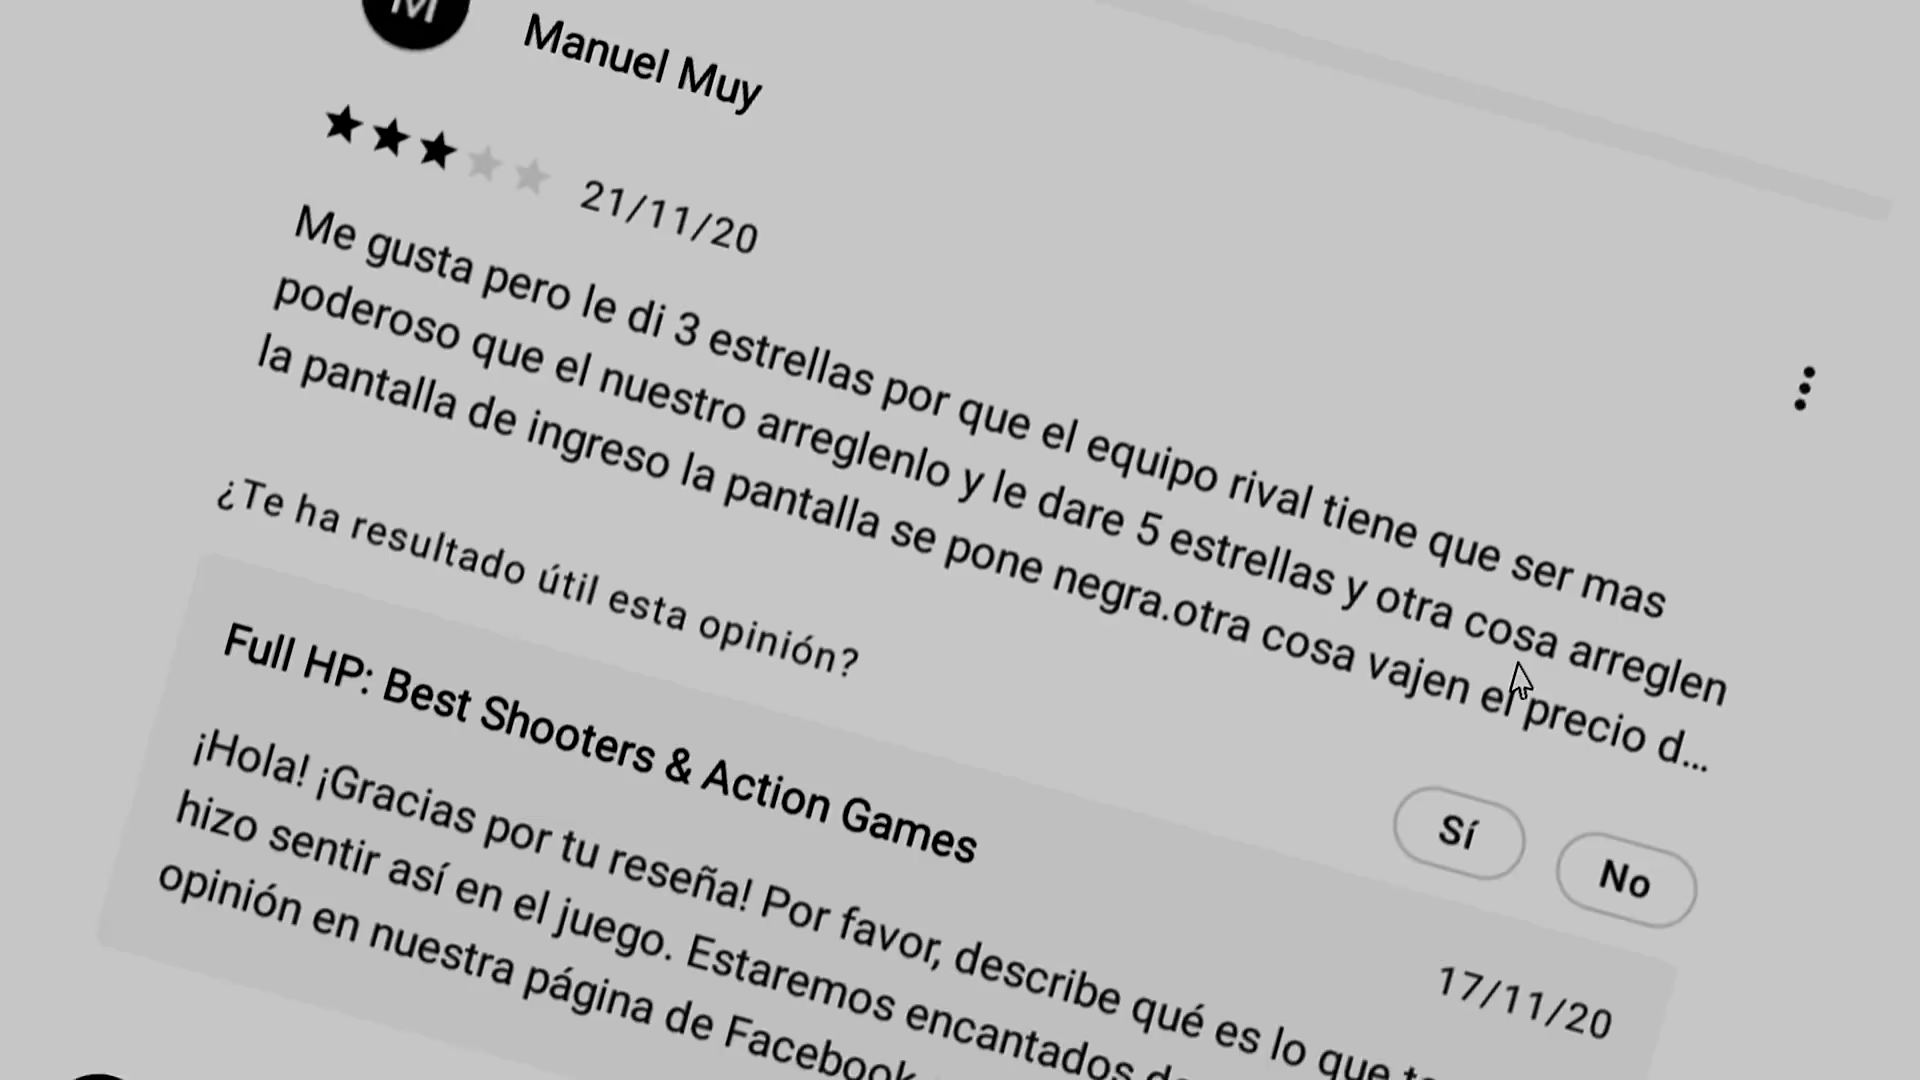 M
Manuel Muy
21/11/20
Me gusta pero le di 3 estrellas por que el equipo rival tiene que ser mas
poderoso que el nuestro arreglenlo y le dare 5 estrellas y otra cosa arreglen
la pantalla de ingreso la pantalla se pone negra.otra cosa vajen el precio d...
¿Te ha resultado útil esta opinión?
Sí
No
Full HP: Best Shooters & Action Games
17/11/20
¡Hola! ¡Gracias por tu reseña! Por favor, describe qué es lo que
hizo sentir así en el juego. Estaremos encantados
opinión en nuestra página de Facebook